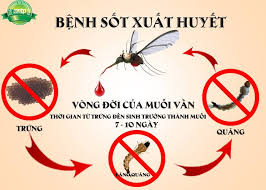 BỆNH SỐT XUẤT HUYẾT
VÒNG ĐỜI CỦA MUỖI VẰN
THỜI GIAN TỪ TRỨNG ĐẾN SINH TRƯỞNG THÀNH MUỖI
7 - 10 NGÀY
TRỨNG
QUĂNG